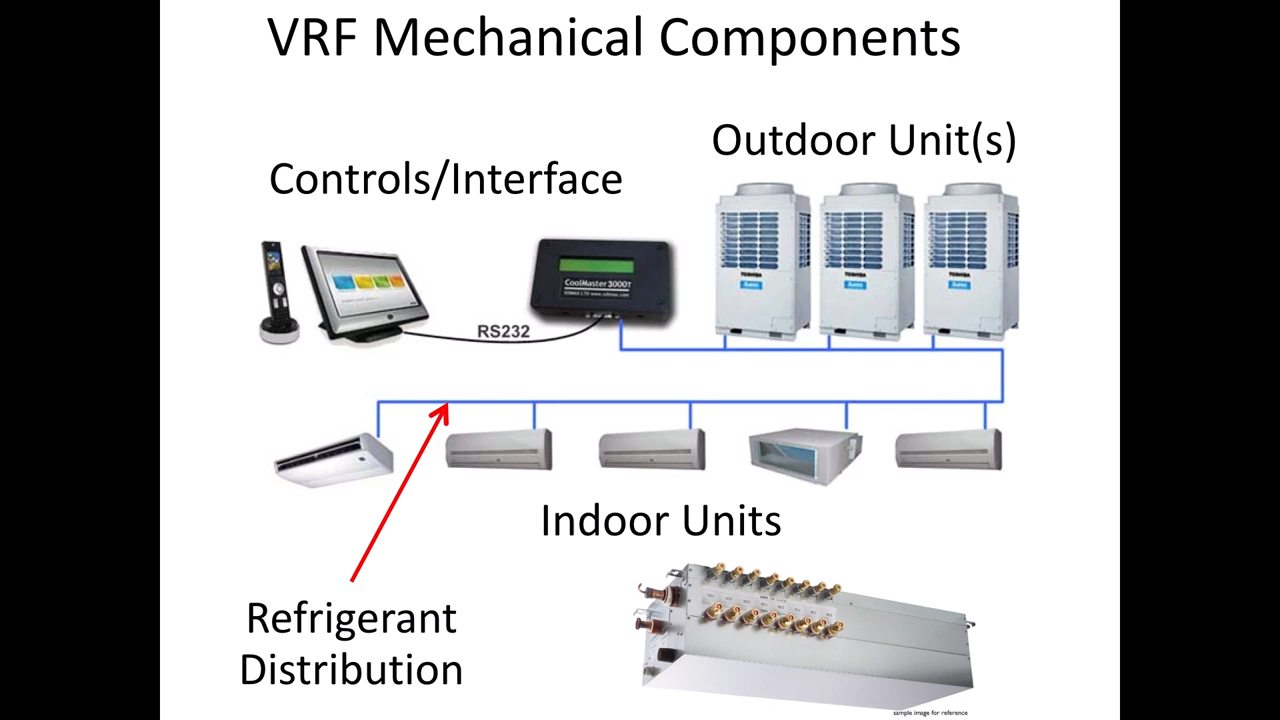 VRF Mechanical Components
Outdoor Unit(s)
Controls/Interface
CoolMaster 3000T
TOSHIBA
TOSHIBA
TOSHIBA
RS232
Indoor Units
Refrigerant
Distribution
sample image for reference